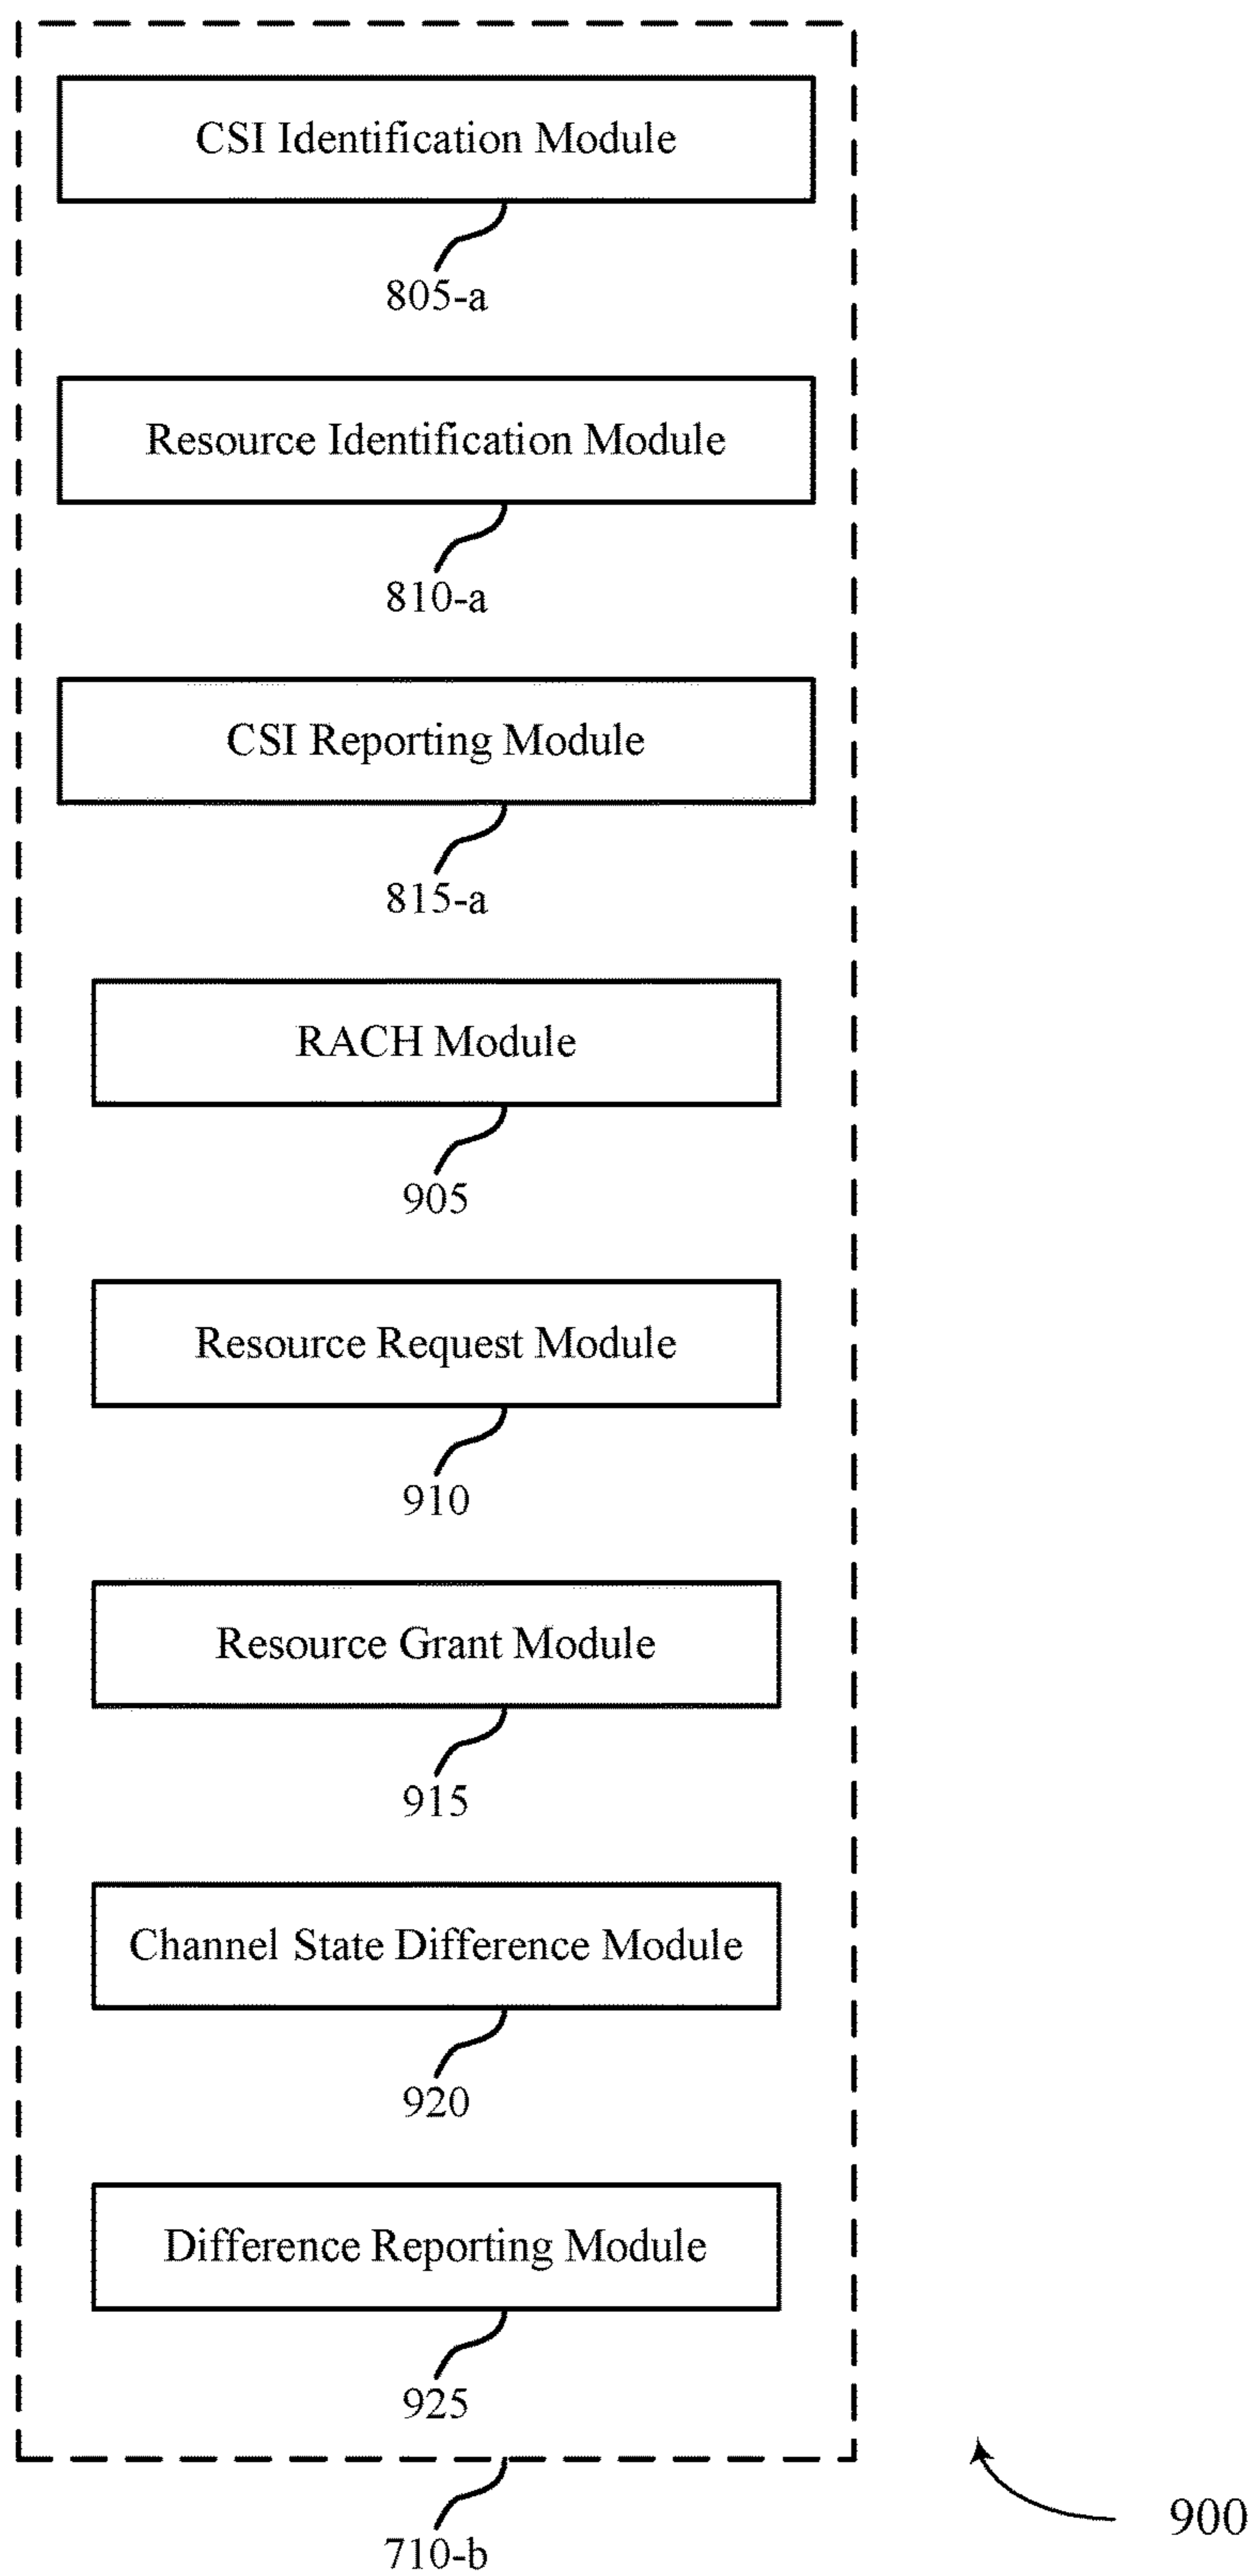 CSI Identification Module
805-a
Resource Identification Module
810-a
CSI Reporting Module
815-a
RACH Module
905
Resource Request Module
910
Resource Grant Module
915
Channel State Difference Module
920
Difference Reporting Module
925
710-b
900